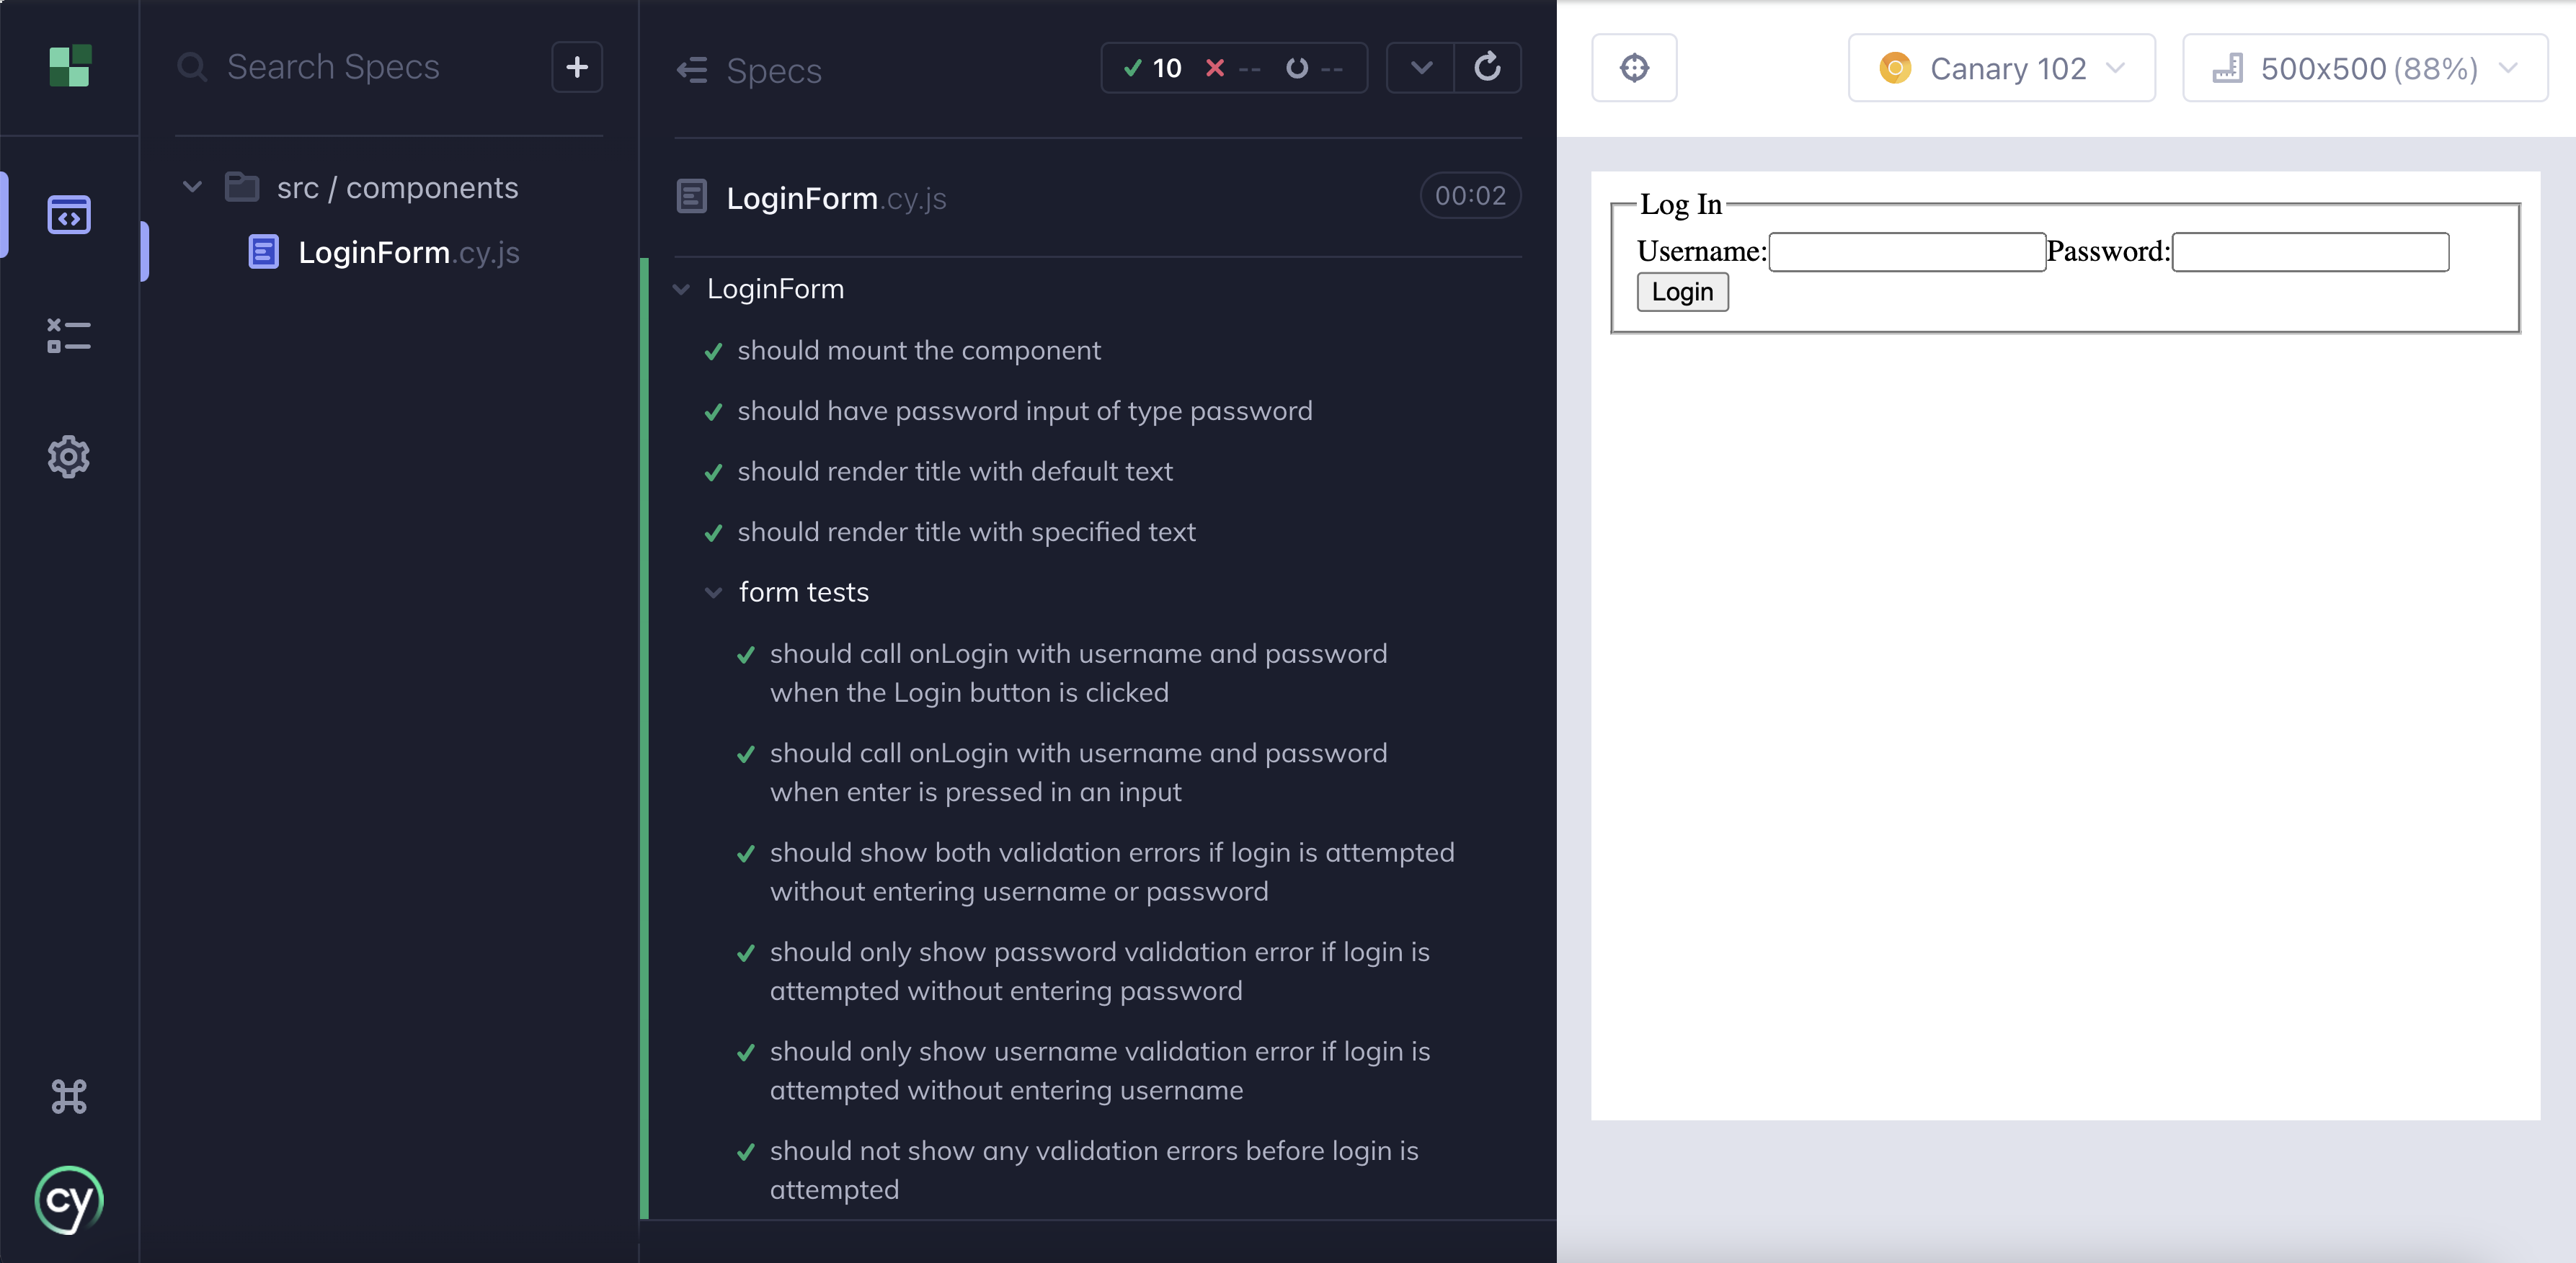 Search Specs
+
src / components
LoginForm.cy.js
cy
Specs
10 -- --
LoginForm.cy.js
00:02
LoginForm
should mount the component
should have password input of type password
should render title with default text
should render title with specified text
form tests
should call onLogin with username and password
when the Login button is clicked
should call onLogin with username and password
when enter is pressed in an input
should show both validation errors if login is attempted
without entering username or password
should only show password validation error if login is
attempted without entering password
should only show username validation error if login is
attempted without entering username
should not show any validation errors before login is
attempted
Canary 102
500x500 (88%)
Log In
Username: Password:
Login